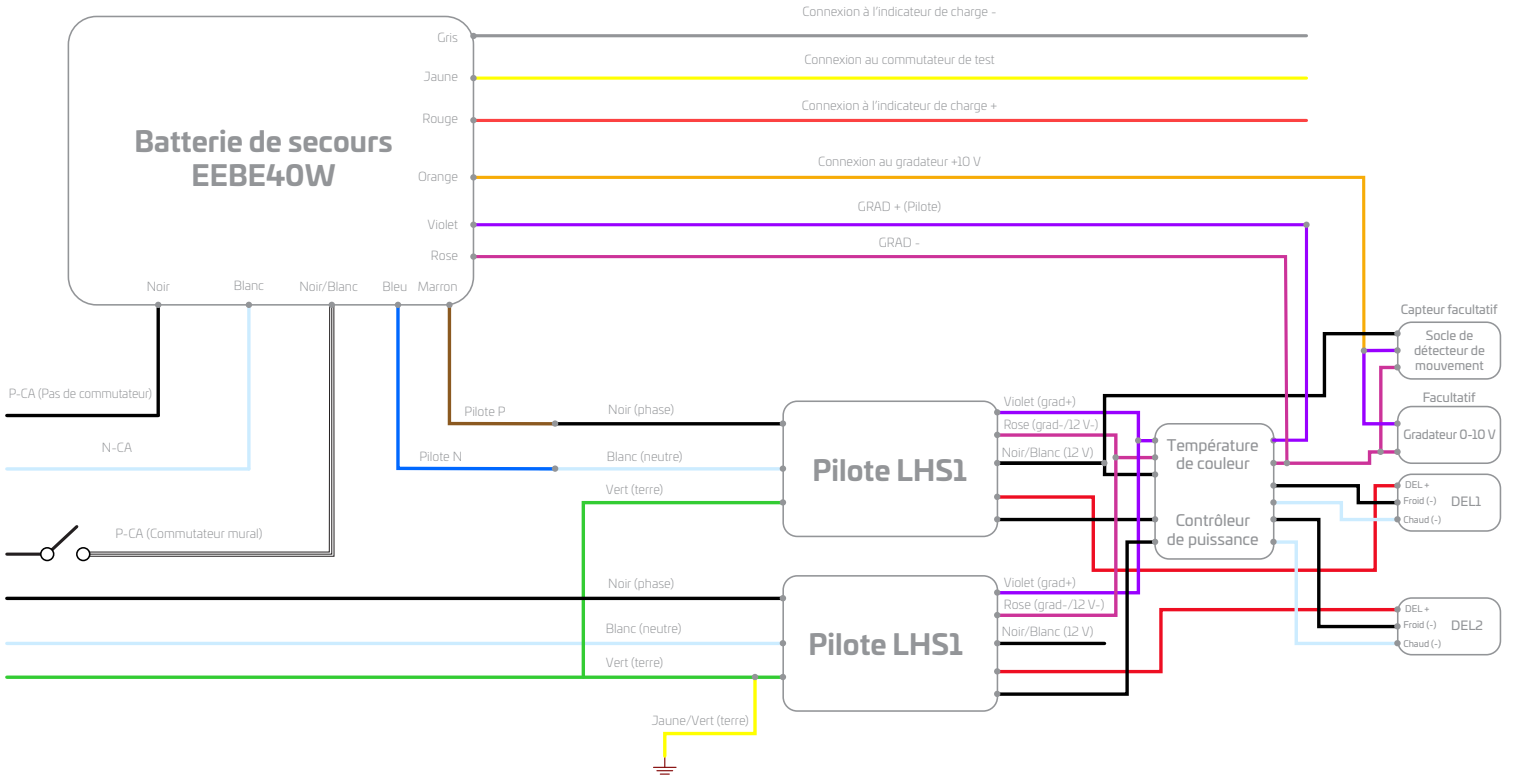 Connexion à l'indicateur de charge -
Gris
Connexion au commutateur de test
Jaune
Connexion à l'indicateur de charge +
Rouge
Batterie de secours
EEBE40W
Connexion au gradateur +10 V
Orange
GRAD + (Pilote)
Violet
GRAD -
Rose
Noir
Blanc
Noir/Blanc
Bleu
Marron
Capteur facultatif
Socle de
détecteur de
mouvement
P-CA (Pas de commutateur)
Facultatif
Gradateur 0-10 V
Pilote P
Noir (phase)
Violet (grad+)
Rose (grad-/12 V-)
Noir/Blanc (12 V)
N-CA
Pilote N
Blanc (neutre)
Pilote LHS1
Vert (terre)
Température
de couleur
Contrôleur
de puissance
DEL +
Froid (-)
DEL1
Chaud (-)
P-CA (Commutateur mural)
Noir (phase)
Violet (grad+)
Rose (grad-/12 V-)
Noir/Blanc (12 V)
Blanc (neutre)
Pilote LHS1
Vert (terre)
DEL +
Froid (-)
DEL2
Chaud (-)
Jaune/Vert (terre)